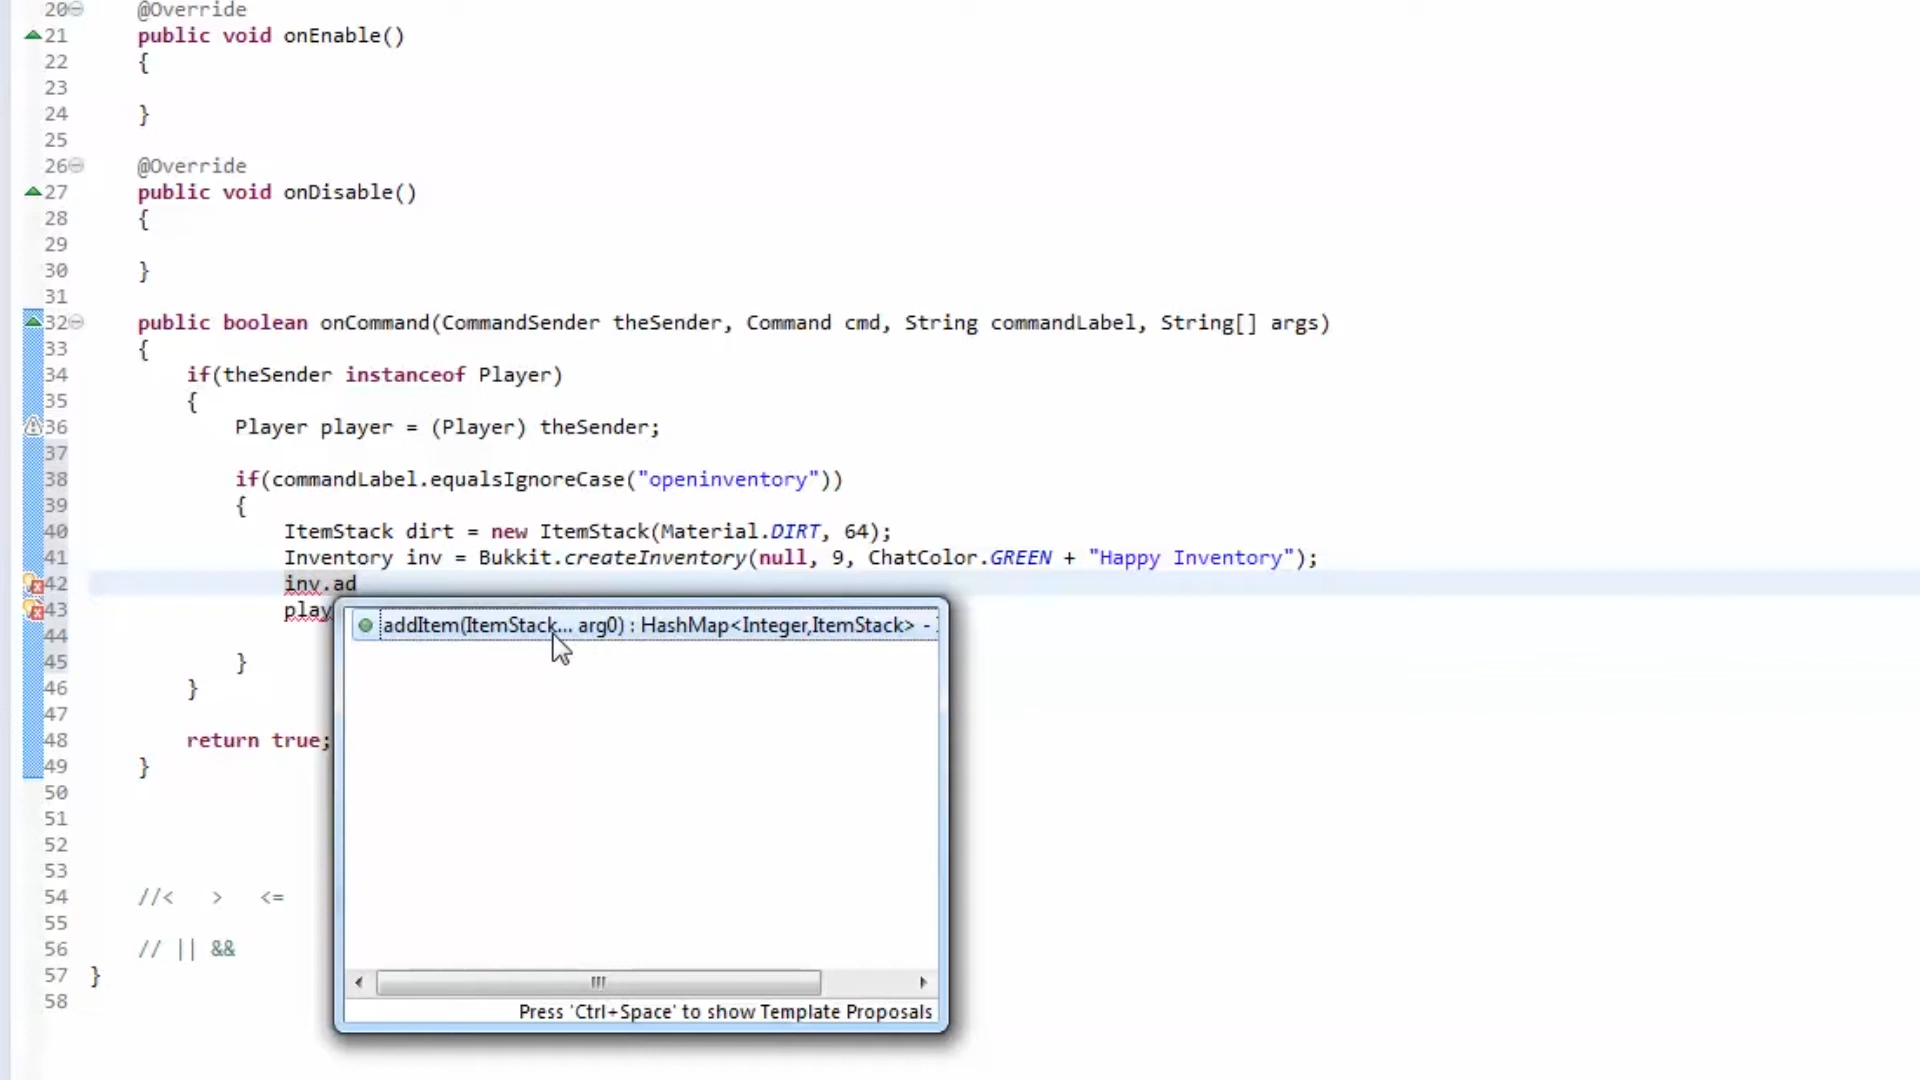 20 @Override
21 public void onEnable()
22 {
23
24 }
25
26 @Override
27 public void onDisable()
28 {
29
30 }
31
32 public boolean onCommand(CommandSender theSender, Command cmd, String commandLabel, String[] args)
33 {
34 if(theSender instanceof Player)
35 {
36 Player player = (Player) theSender;
37
38 if(commandLabel.equalsIgnoreCase("openinventory"))
39 {
40 ItemStack dirt = new ItemStack(Material.DIRT, 64);
41 Inventory inv = Bukkit.createInventory(null, 9, ChatColor.GREEN + "Happy Inventory");
42 inv.ad
addItem(ItemStack... arg0) : HashMap<Integer,ItemStack> -
43 play
44
45 }
46 }
47
48 return true;
49 }
50
51
52
53
54 //< > <=
55
56 // || &&
57 }
58
Press 'Ctrl+Space' to show Template Proposals